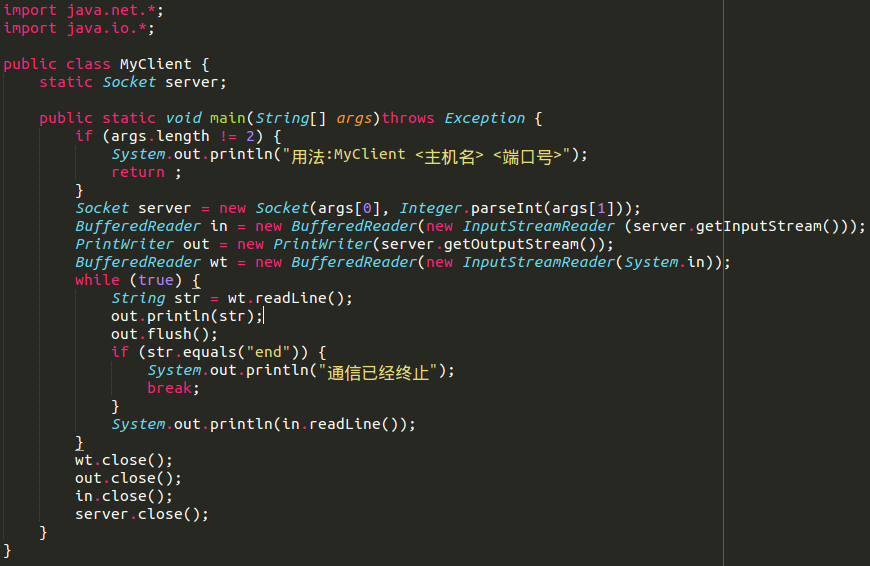 import java.net.*;
import java.io.*;
public class MyClient {
static Socket server;
public static void main(String[] args)throws Exception {
if (args.length != 2) {
System.out.println("用法:MyClient <主机名> <端口号>");
return ;
}
Socket server = new Socket(args[0], Integer.parseInt(args[1]));
BufferedReader in = new BufferedReader(new InputStreamReader (server.getInputStream()));
PrintWriter out = new PrintWriter(server.getOutputStream());
BufferedReader wt = new BufferedReader(new InputStreamReader(System.in));
while (true) {
String str = wt.readLine();
out.println(str);
out.flush();
if (str.equals("end")) {
System.out.println("通信已经终止");
break;
}
System.out.println(in.readLine());
}
wt.close();
out.close();
in.close();
server.close();
}
}